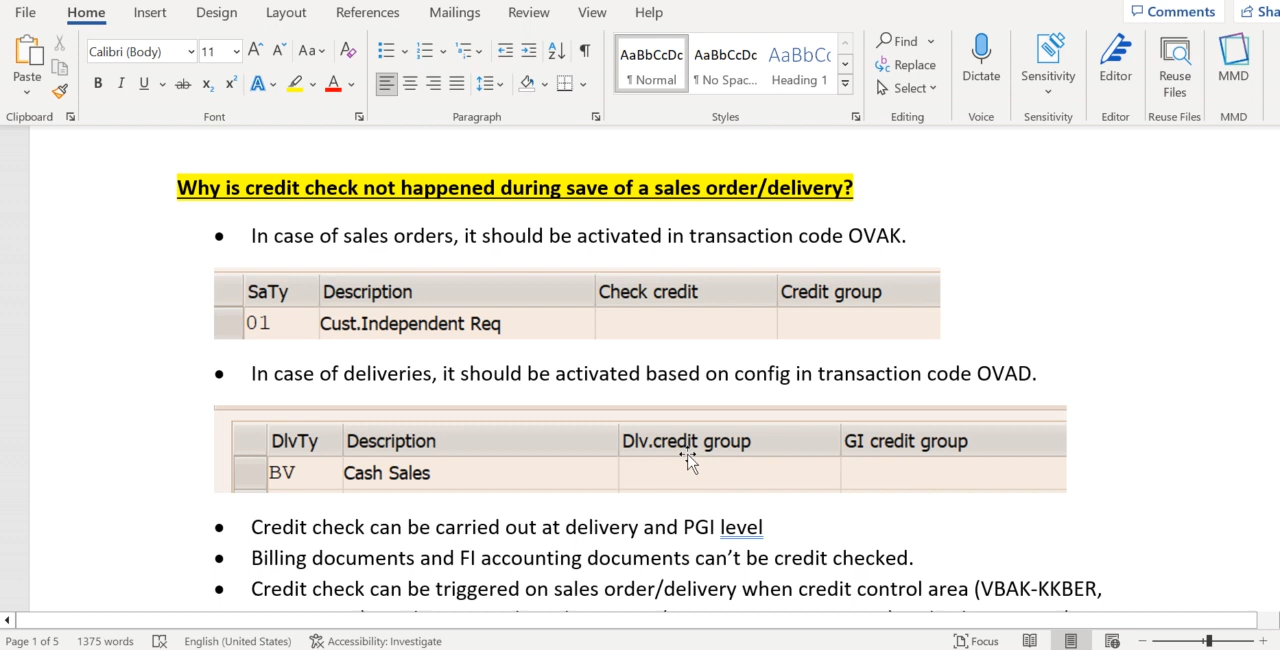 File Home Insert Design Layout References Mailings Review View Help Comments Sha
Calibri (Body) 11 Aa
AaBbCcDc AaBbCcDc AaBbCc
Find
Replace
Select
Paste
¶ Normal ¶ No Spac... Heading 1
Dictate Sensitivity Editor Reuse Files MMD
Clipboard Font Paragraph Styles Editing Voice Sensitivity Editor Reuse Files MMD
Why is credit check not happened during save of a sales order/delivery?
• In case of sales orders, it should be activated in transaction code OVAK.
SaTy Description Check credit Credit group
01 Cust.Independent Req
• In case of deliveries, it should be activated based on config in transaction code OVAD.
DlvTy Description Dlv.credit group GI credit group
BV Cash Sales
• Credit check can be carried out at delivery and PGI level
• Billing documents and FI accounting documents can’t be credit checked.
• Credit check can be triggered on sales order/delivery when credit control area (VBAK-KKBER,
Page 1 of 5 1375 words English (United States) Accessibility: Investigate Focus